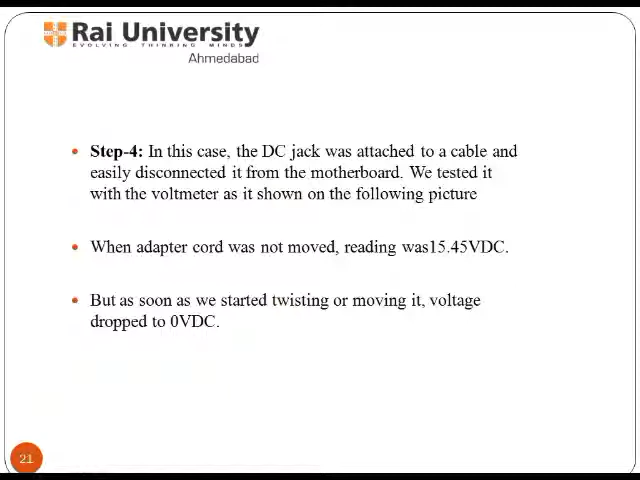 Rai University
EVOLVING THINKING MINDS
Ahmedabad
• Step-4: In this case, the DC jack was attached to a cable and
easily disconnected it from the motherboard. We tested it
with the voltmeter as it shown on the following picture
• When adapter cord was not moved, reading was15.45VDC.
• But as soon as we started twisting or moving it, voltage
dropped to 0VDC.
21